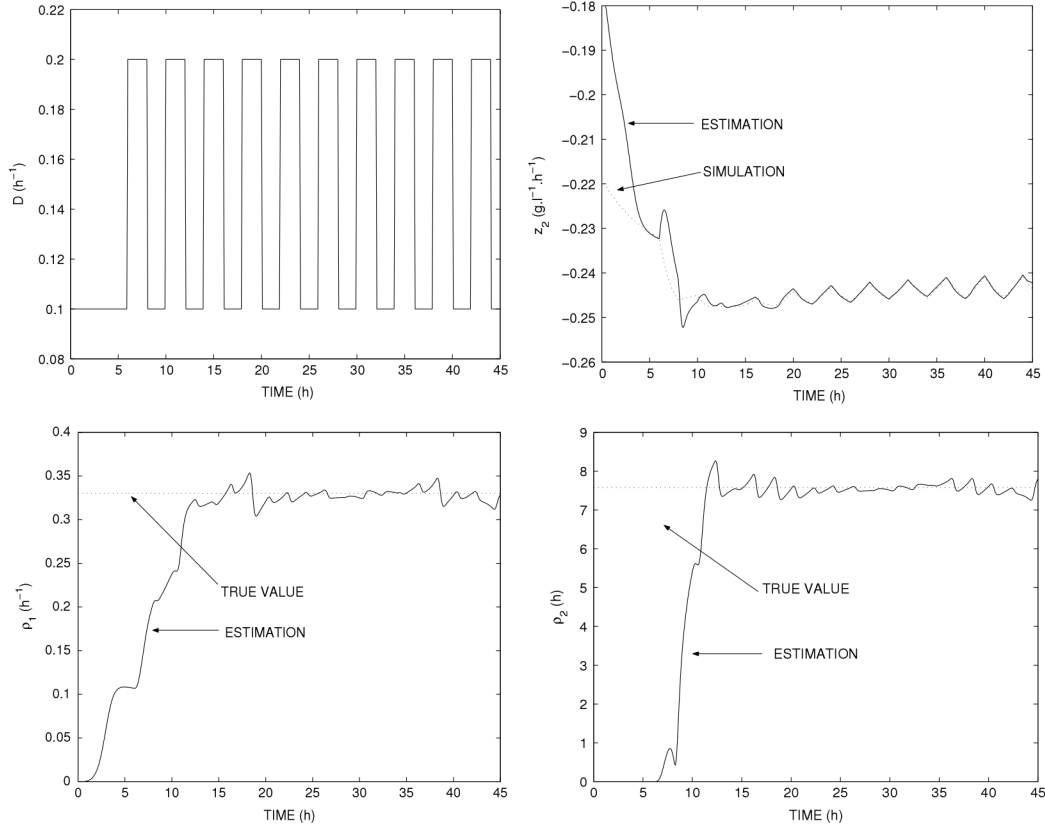 0.22
0.2
0.18
0.16
0.14
0.12
0.1
0.08
D (h⁻¹)
0 5 10 15 20 25 30 35 40 45
TIME (h)
−0.18
−0.19
−0.2
−0.21
−0.22
−0.23
−0.24
−0.25
−0.26
z₂ (g.l⁻¹.h⁻¹)
ESTIMATION
SIMULATION
0 5 10 15 20 25 30 35 40 45
TIME (h)
0.4
0.35
0.3
0.25
0.2
0.15
0.1
0.05
0
ρ₁ (h⁻¹)
TRUE VALUE
ESTIMATION
0 5 10 15 20 25 30 35 40 45
TIME (h)
9
8
7
6
5
4
3
2
1
0
ρ₂ (h)
TRUE VALUE
ESTIMATION
0 5 10 15 20 25 30 35 40 45
TIME (h)